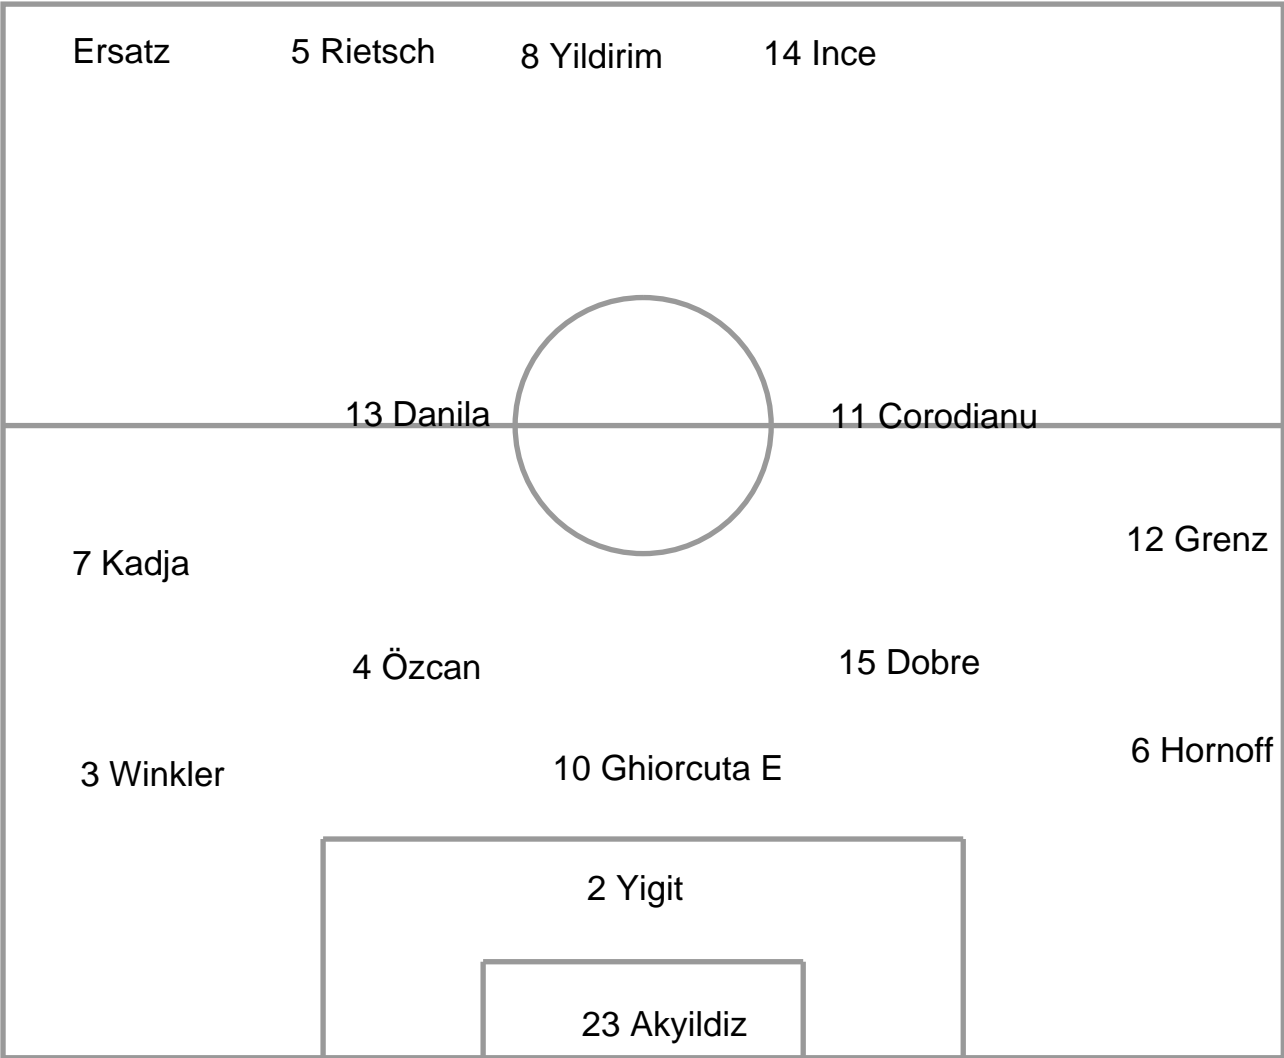 Ersatz 5 Rietsch 8 Yildirim 14 Ince
13 Danila 11 Corodianu
12 Grenz
7 Kadja
4 Özcan 15 Dobre
6 Hornoff
3 Winkler 10 Ghiorcuta E
2 Yigit
23 Akyildiz